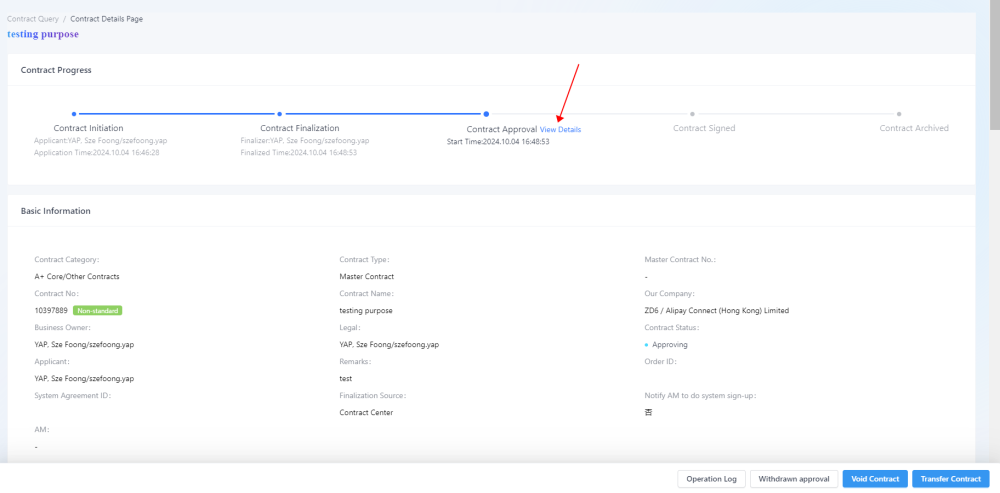 Contract Query / Contract Details Page
testing purpose
Contract Progress
Contract Initiation
Applicant:YAP, Sze Foong/szefoong.yap
Application Time:2024.10.04 16:46:28
Contract Finalization
Finalizer:YAP, Sze Foong/szefoong.yap
Finalized Time:2024.10.04 16:48:53
Contract Approval View Details
Start Time:2024.10.04 16:48:53
Contract Signed
Contract Archived
Basic Information
Contract Category:
A+ Core/Other Contracts
Contract Type:
Master Contract
Master Contract No.:
-
Contract No:
10397889 Non-standard
Contract Name:
testing purpose
Our Company:
ZD6 / Alipay Connect (Hong Kong) Limited
Business Owner:
YAP, Sze Foong/szefoong.yap
Legal:
YAP, Sze Foong/szefoong.yap
Contract Status:
Approving
Applicant:
YAP, Sze Foong/szefoong.yap
Remarks:
test
Order ID:
System Agreement ID:
Finalization Source:
Contract Center
Notify AM to do system sign-up:
否
AM:
-
Operation Log
Withdrawn approval
Void Contract
Transfer Contract